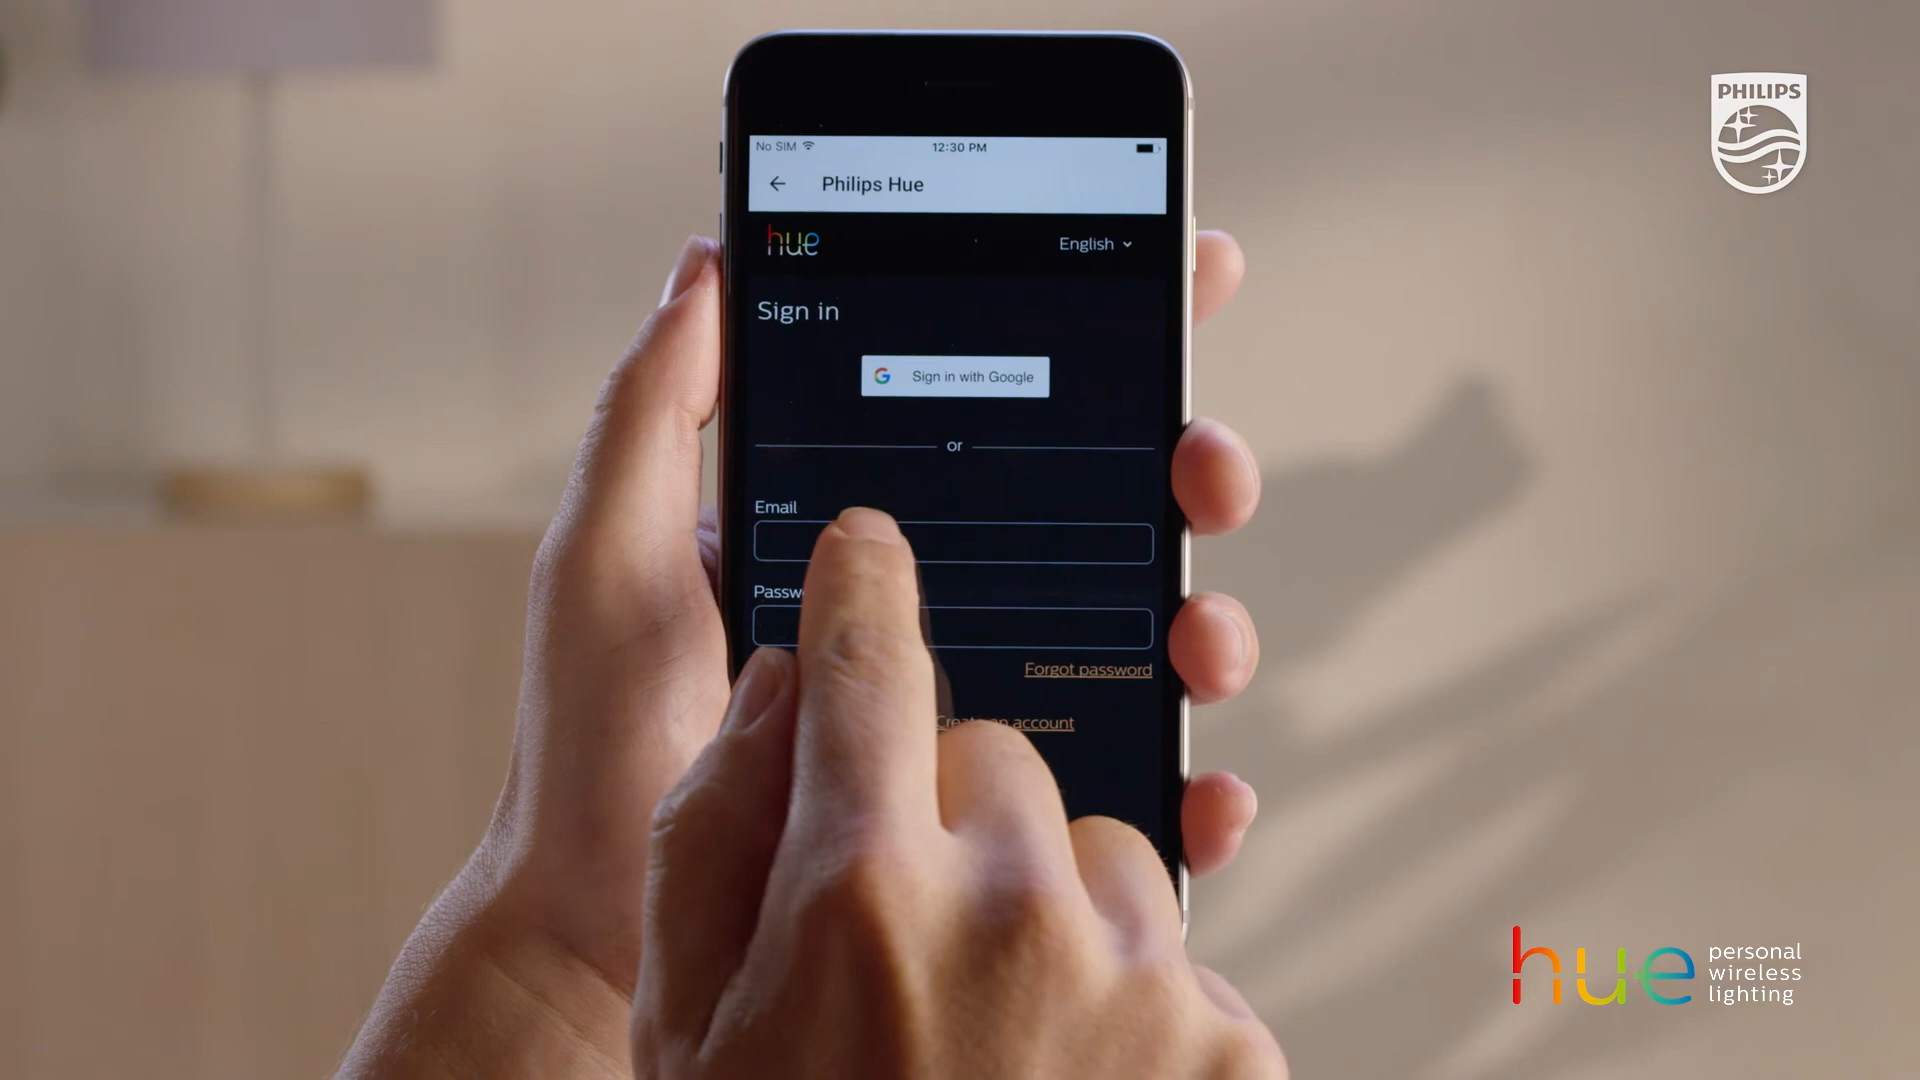 PHILIPS
No SIM
12:30 PM
Philips Hue
hue
English
Sign in
Sign in with Google
or
Email
Forgot password
account
hue
personal
wireless
lighting